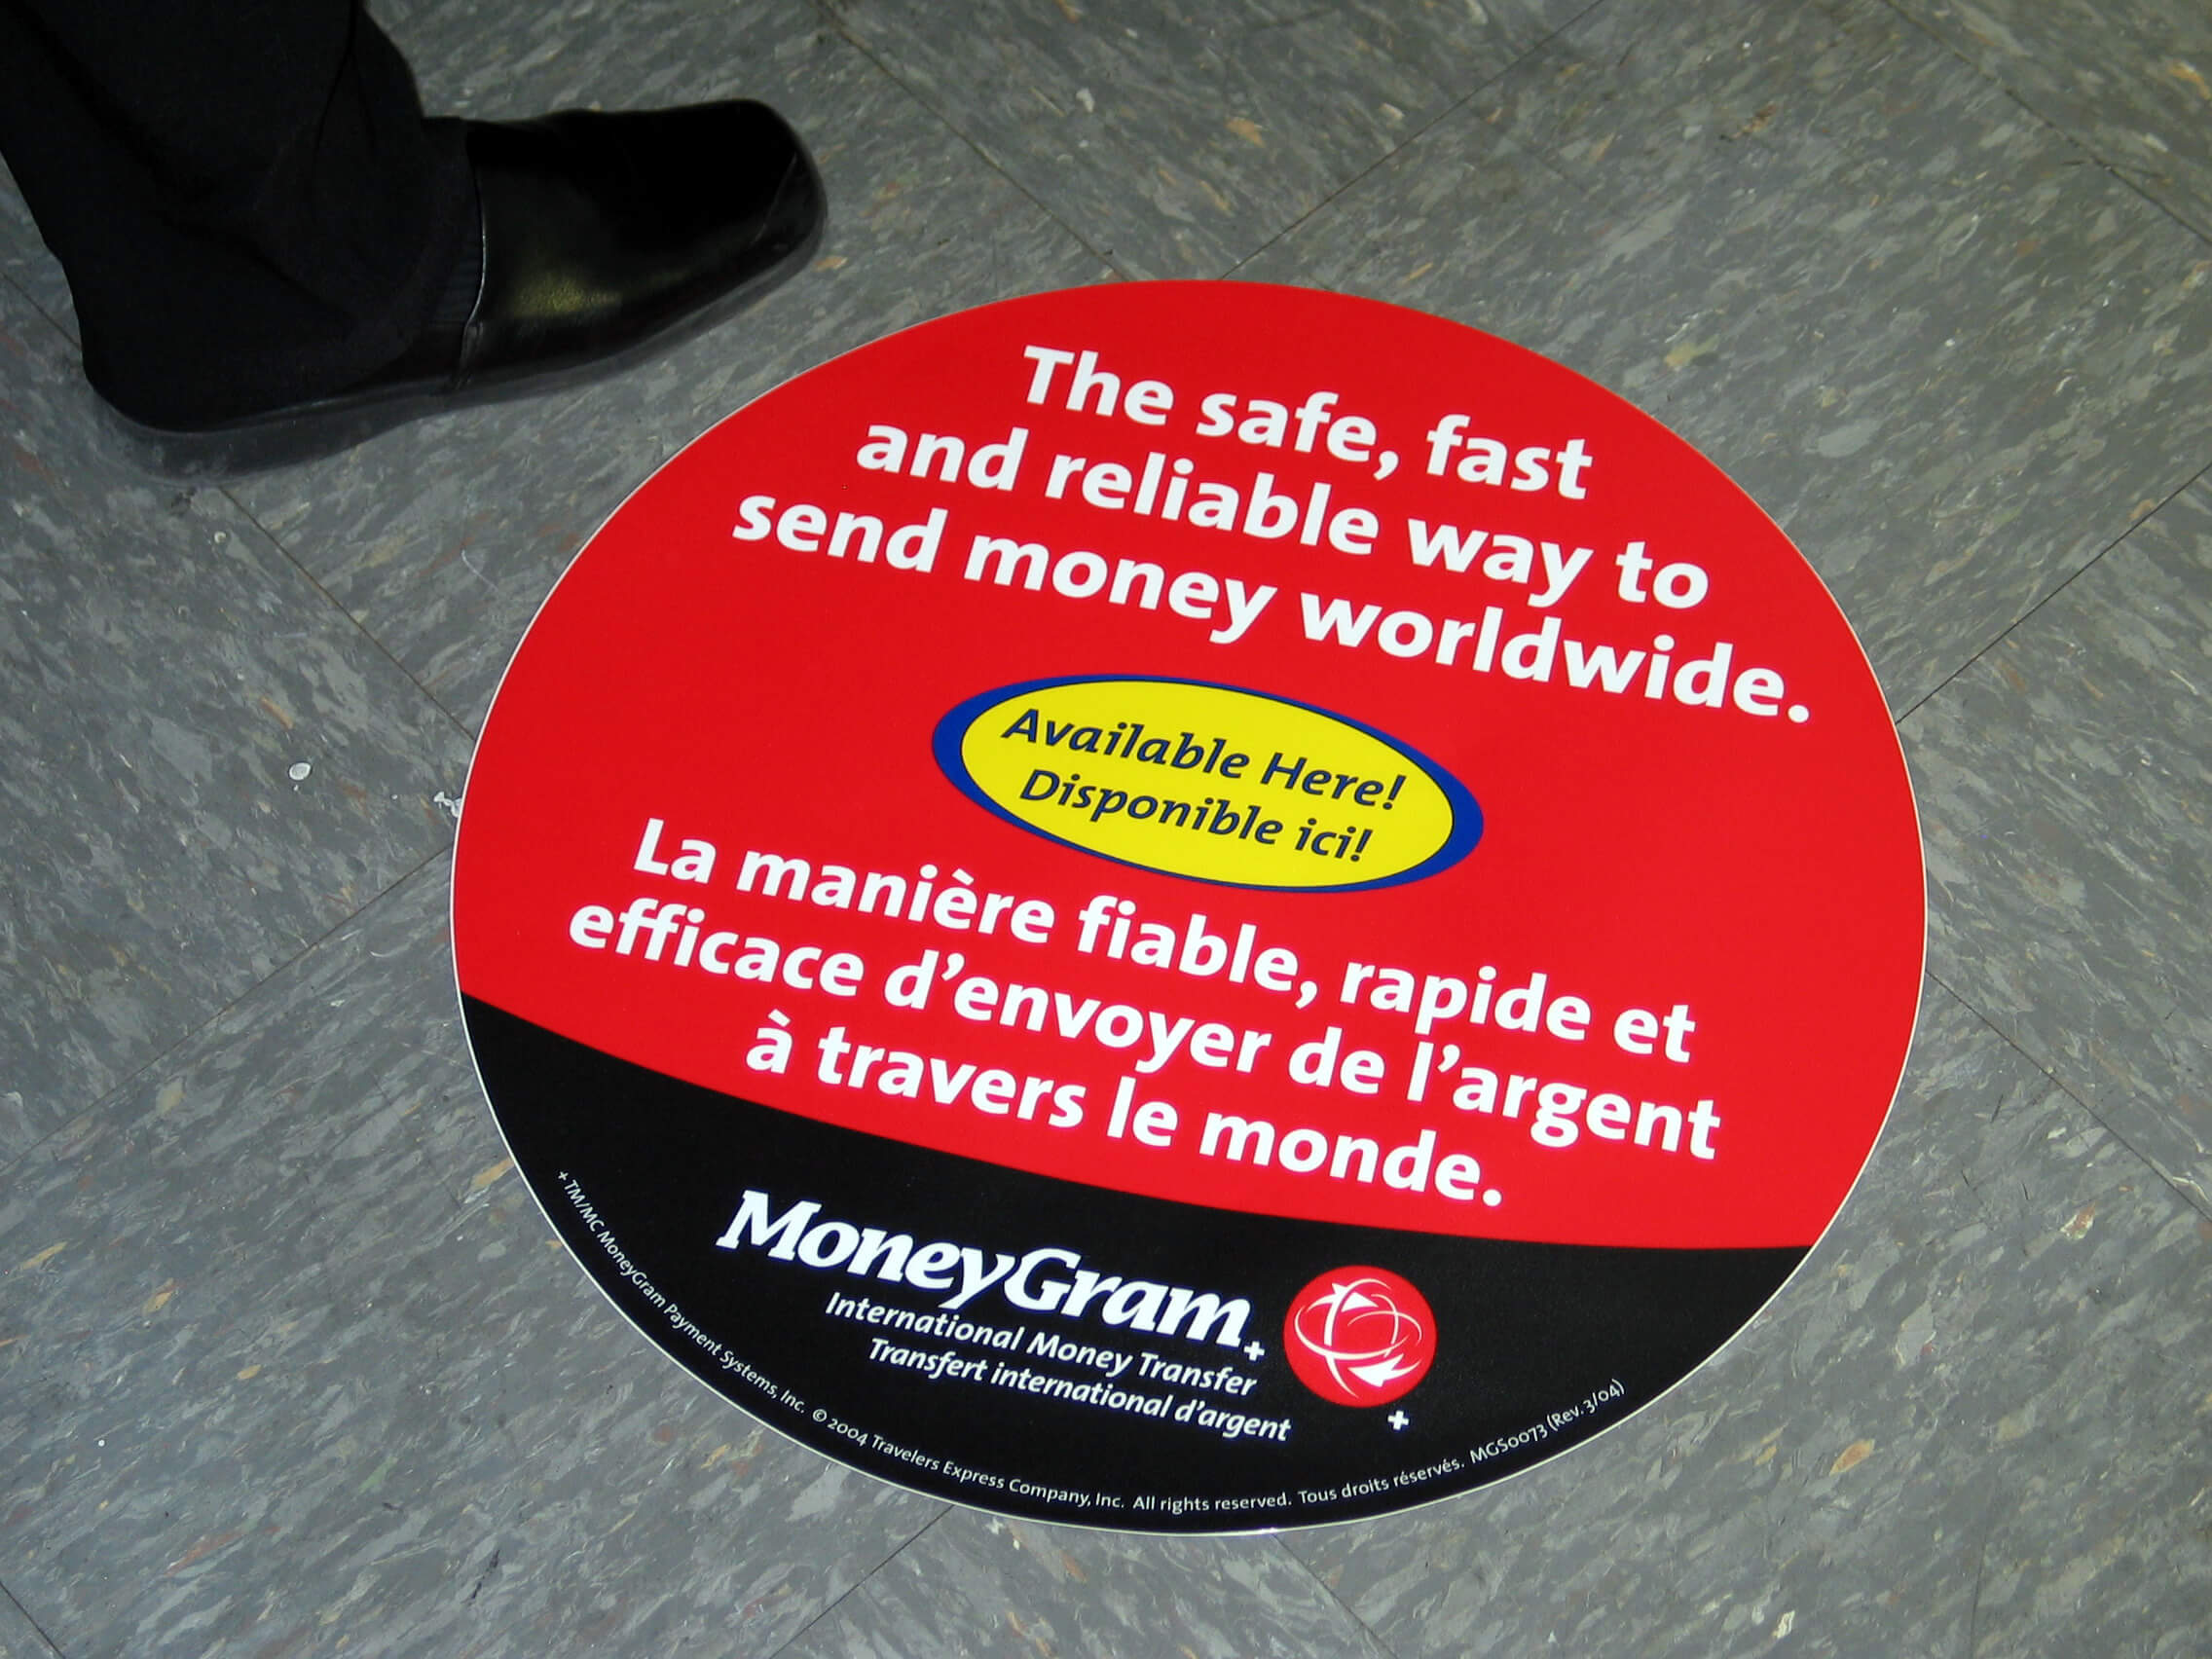 The safe, fast
and reliable way to
send money worldwide.
Available Here!
Disponible ici!
La manière fiable, rapide et
efficace d'envoyer de l'argent
à travers le monde.
MoneyGram+
International Money Transfer
Transfert international d'argent
+
+ TM/MC MoneyGram Payment Systems, Inc. © 2004 Travelers Express Company, Inc. All rights reserved. Tous droits réservés. MGS0073 (Rev. 3/04)